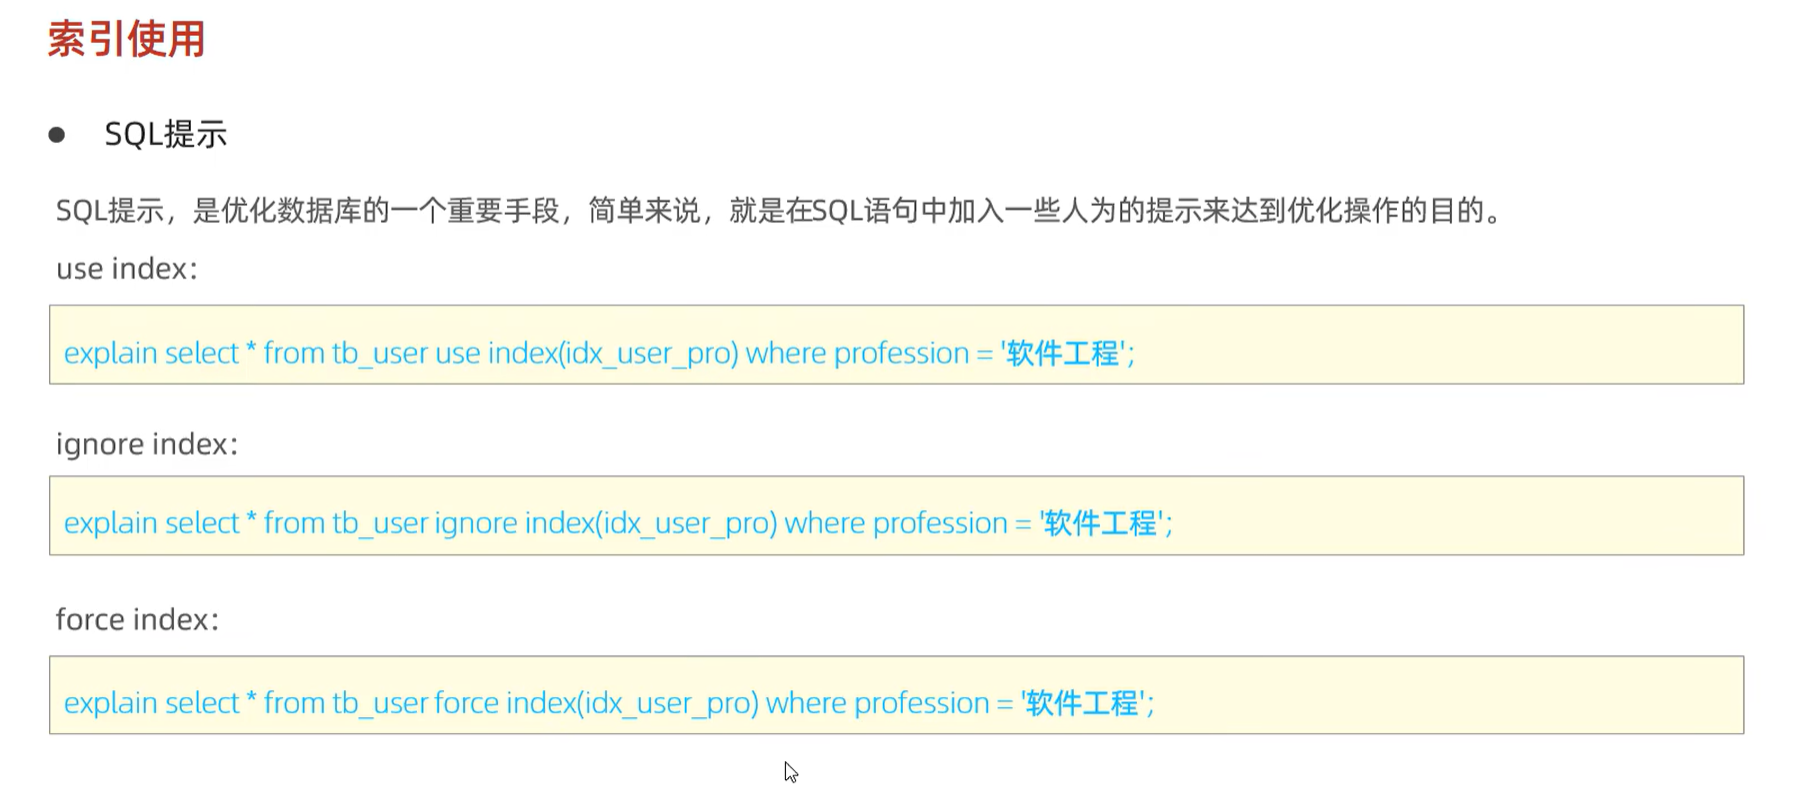 索引使用
SQL提示
SQL提示，是优化数据库的一个重要手段，简单来说，就是在SQL语句中加入一些人为的提示来达到优化操作的目的。
use index：
explain select * from tb_user use index(idx_user_pro) where profession = '软件工程';
ignore index：
explain select * from tb_user ignore index(idx_user_pro) where profession = '软件工程';
force index：
explain select * from tb_user force index(idx_user_pro) where profession = '软件工程';